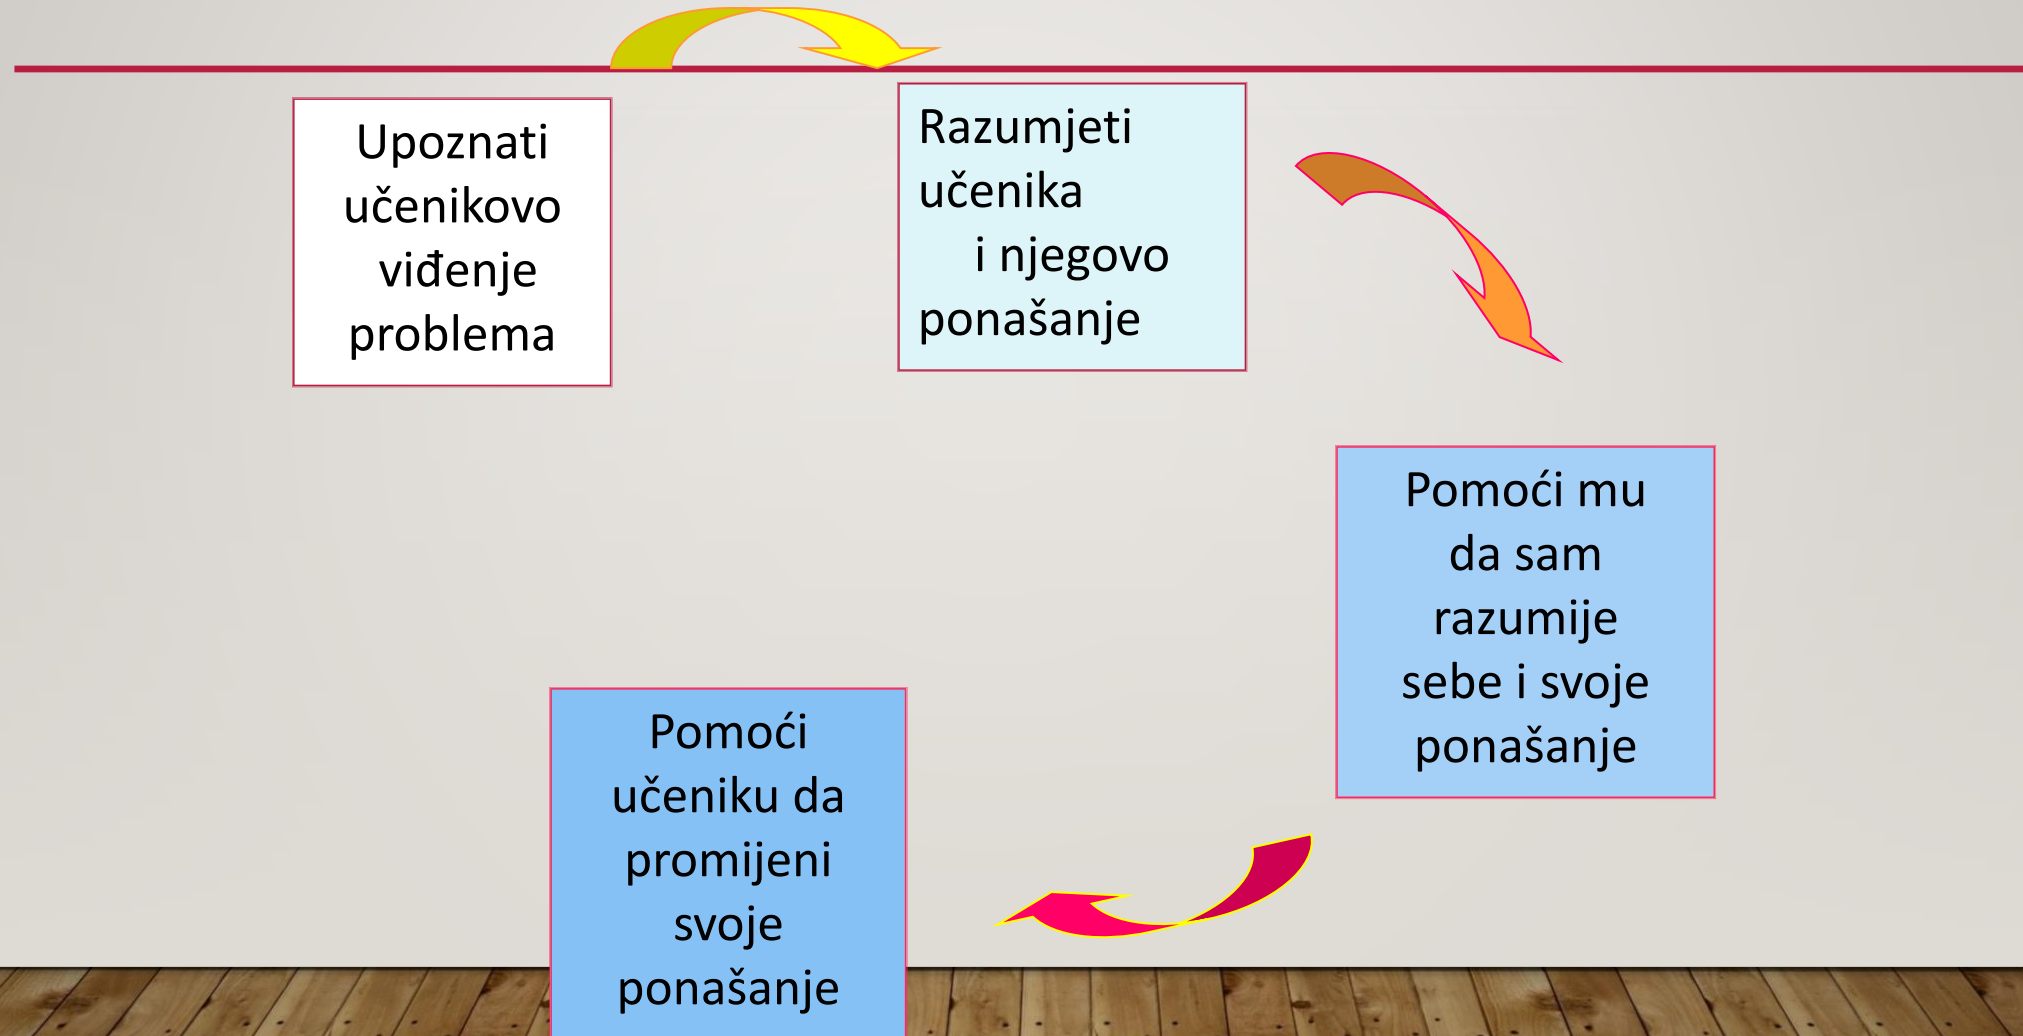 Upoznati
učenikovo
viđenje
problema
Razumjeti
učenika
i njegovo
ponašanje
Pomoći mu
da sam
razumije
sebe i svoje
ponašanje
Pomoći
učeniku da
promijeni
svoje
ponašanje